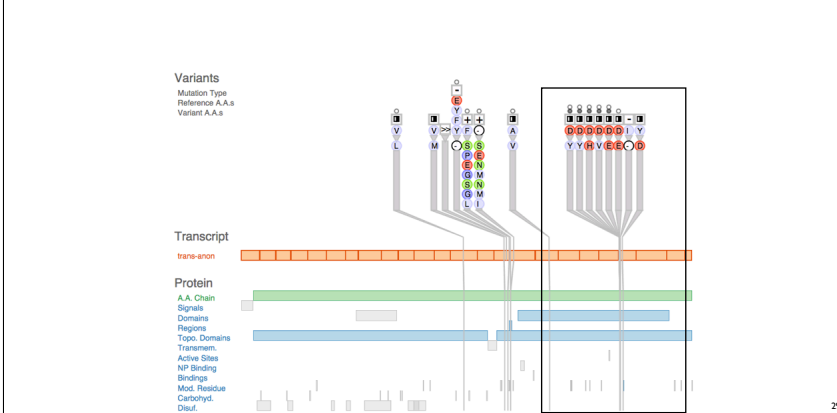 Variants
Mutation Type
Reference A.A.s
Variant A.A.s
-
E
Y
F
V V >> Y F - A D D D D D D I Y
L M - S S V Y Y H V E E - D
P E
E N
G M
S N
G M
L I
Transcript
trans-anon
Protein
A.A. Chain
Signals
Domains
Regions
Topo. Domains
Transmem.
Active Sites
NP Binding
Bindings
Mod. Residue
Carbohyd.
Disuf.